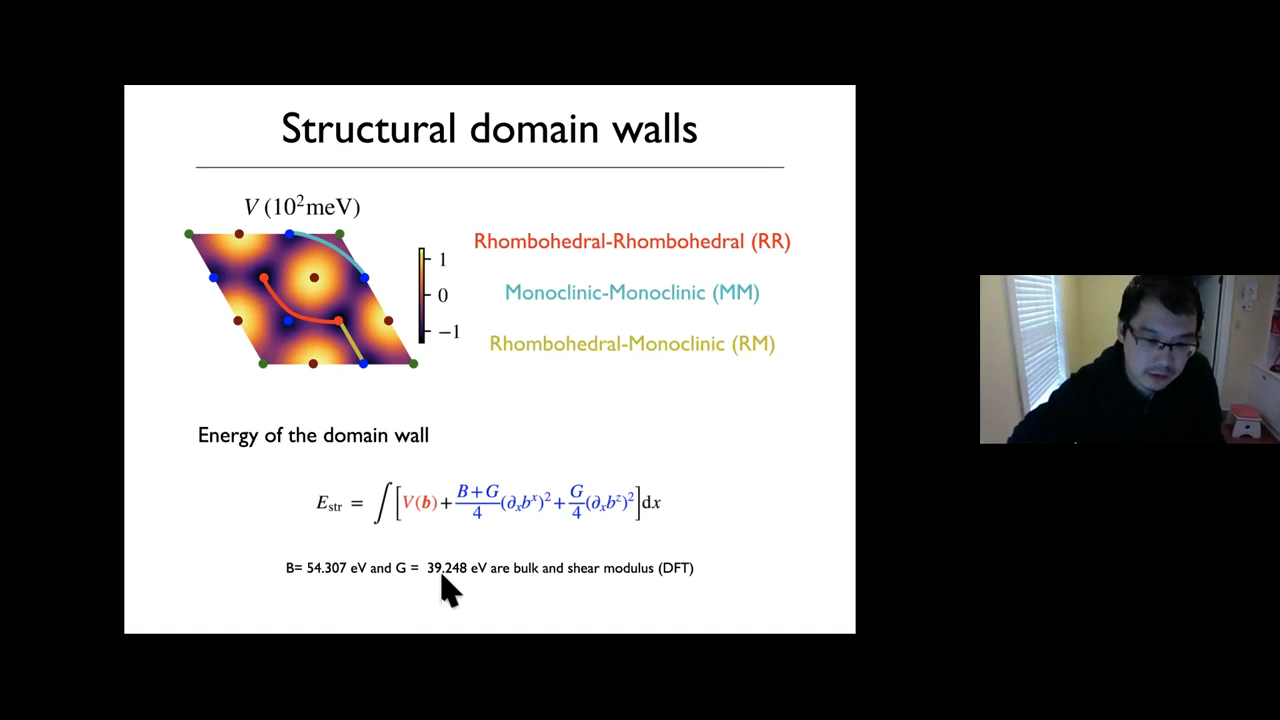 Structural domain walls
V (10²meV)
1
0
−1
Rhombohedral-Rhombohedral (RR)
Monoclinic-Monoclinic (MM)
Rhombohedral-Monoclinic (RM)
Energy of the domain wall
E_str = ∫[V(b)+ (B+G)/4 (∂ₓbˣ)² + G/4 (∂ₓbᶻ)²]dx
B= 54.307 eV and G = 39.248 eV are bulk and shear modulus (DFT)